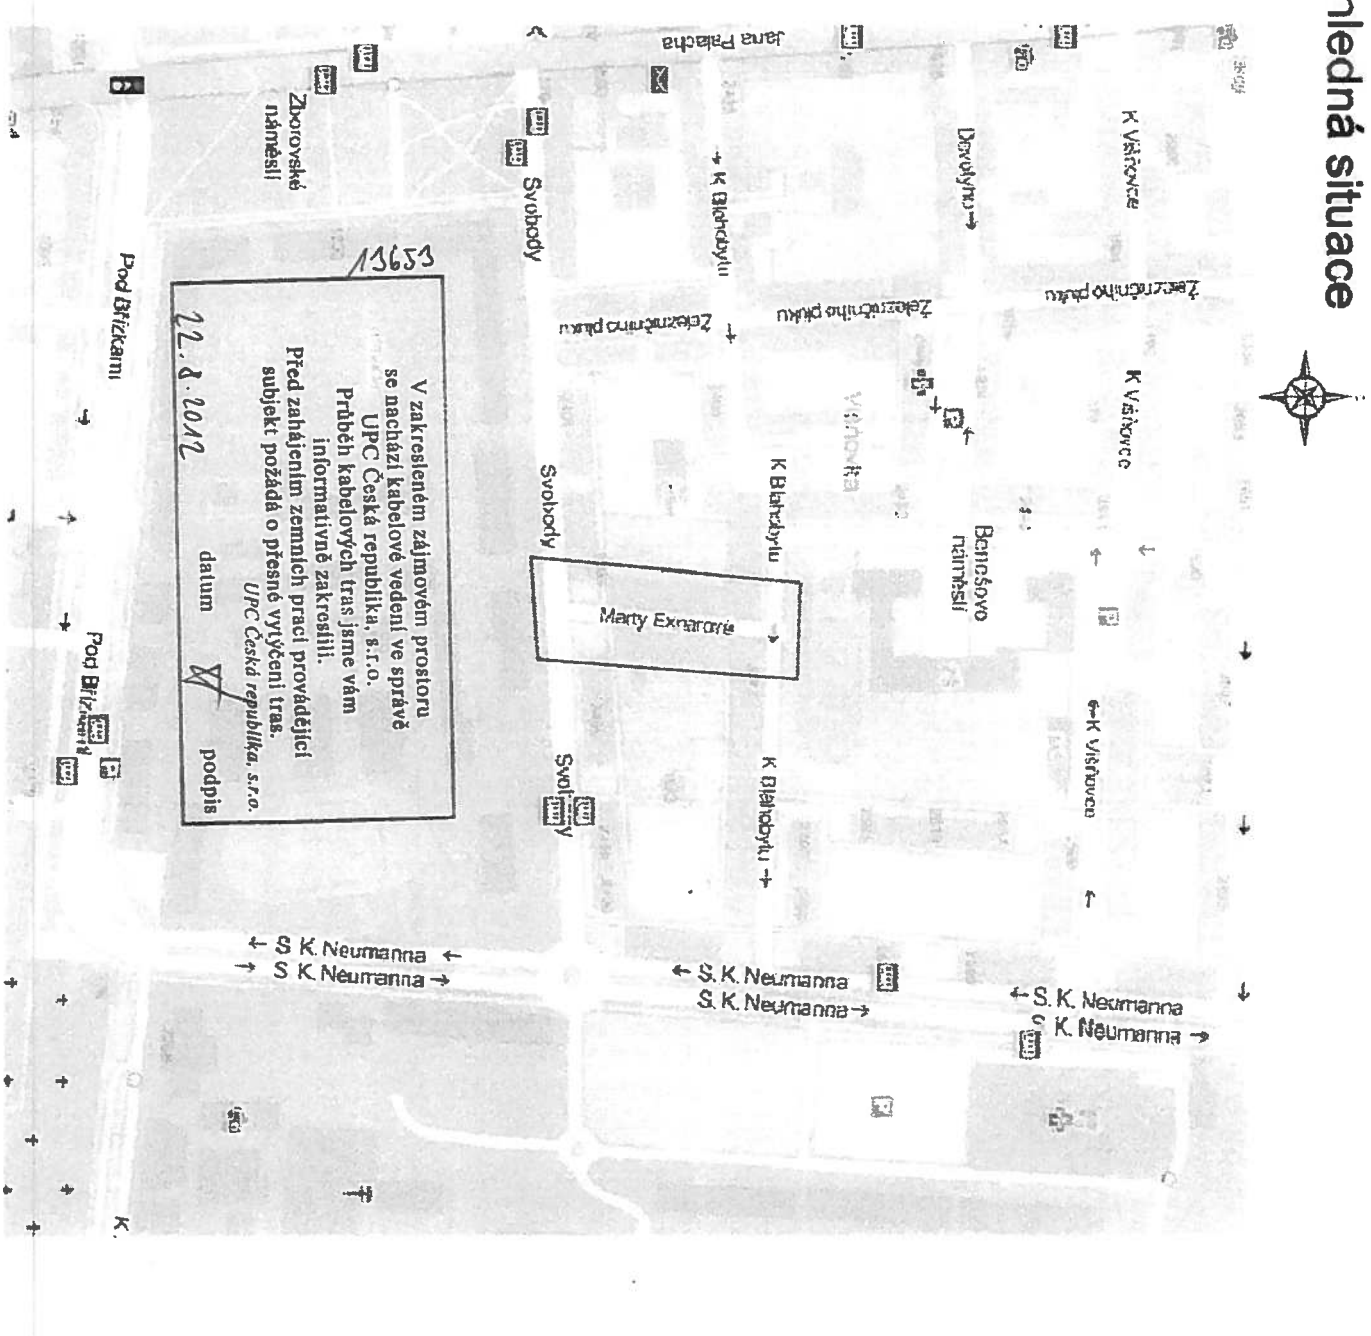 hledná situace
Jana Palacha
K Višňovce
Devotyho
K Blahobytu
Svobody
Zborovské
náměstí
Pod Břízkami
Železničního pluku
Železničního pluku
Železničního pluku
K Višňovce
Višňovka
Benešovo
náměstí
K Blahobytu
Svobody
Marty Exnarové
K Višňovce
K Blahobytu
Svobody
Pod Břízkami
13653
V zakresleném zájmovém prostoru
se nachází kabelové vedení ve správě
UPC Česká republika, s.r.o.
Průběh kabelových tras jsme vám
informativně zakreslili.
Před zahájením zemních prací provádějící
subjekt požádá o přesné vytýčení tras.
UPC Česká republika, s.r.o.
22.8.2012
datum
podpis
S. K. Neumanna
S. K. Neumanna
S. K. Neumanna
S. K. Neumanna
S. K. Neumanna
K. Neumanna
K.